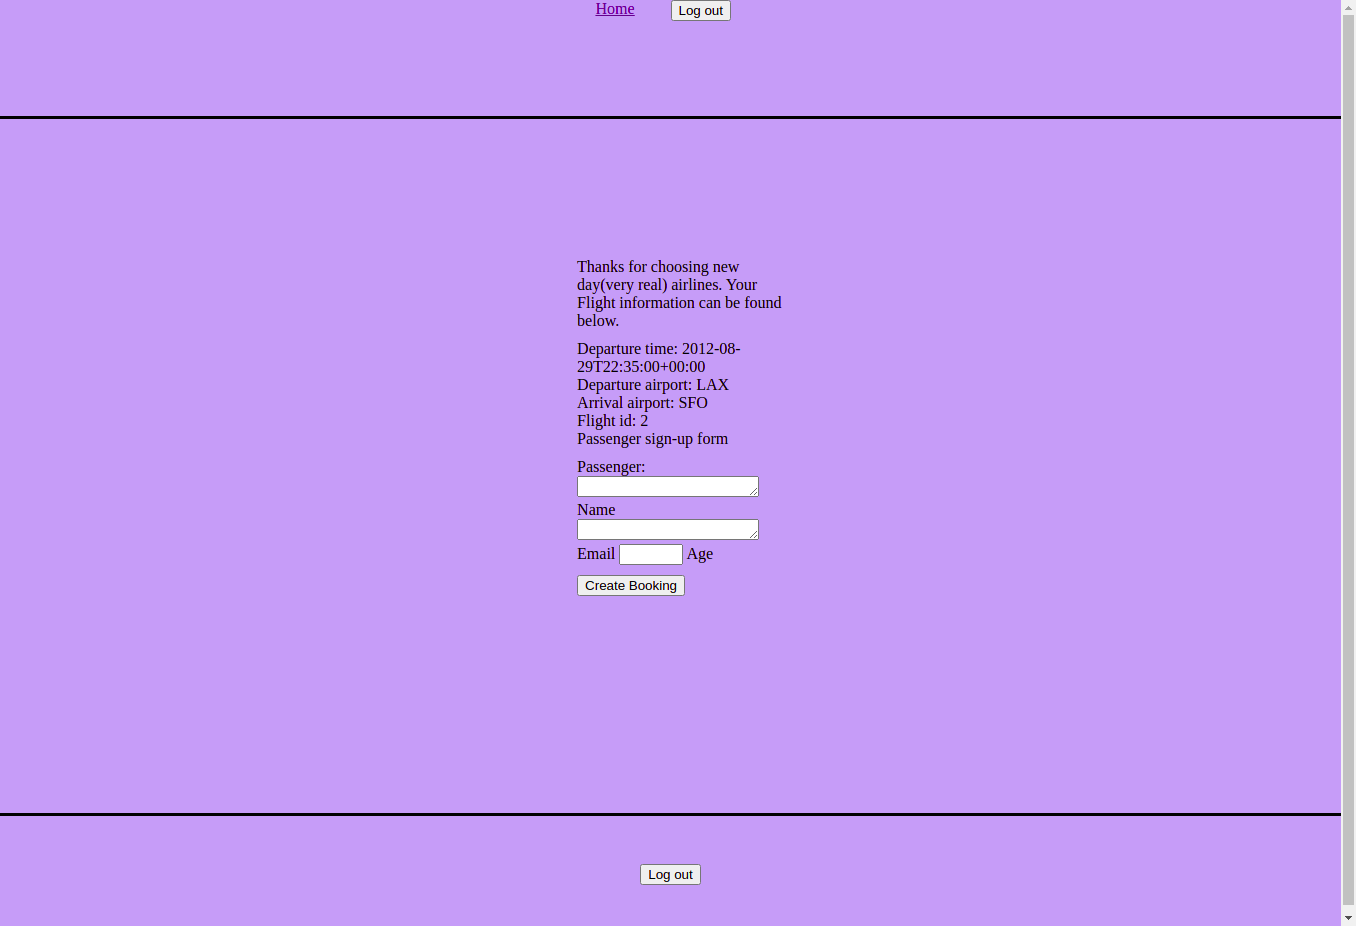 Home Log out
Thanks for choosing new
day(very real) airlines. Your
Flight information can be found
below.
Departure time: 2012-08-
29T22:35:00+00:00
Departure airport: LAX
Arrival airport: SFO
Flight id: 2
Passenger sign-up form
Passenger:
Name
Email Age
Create Booking
Log out